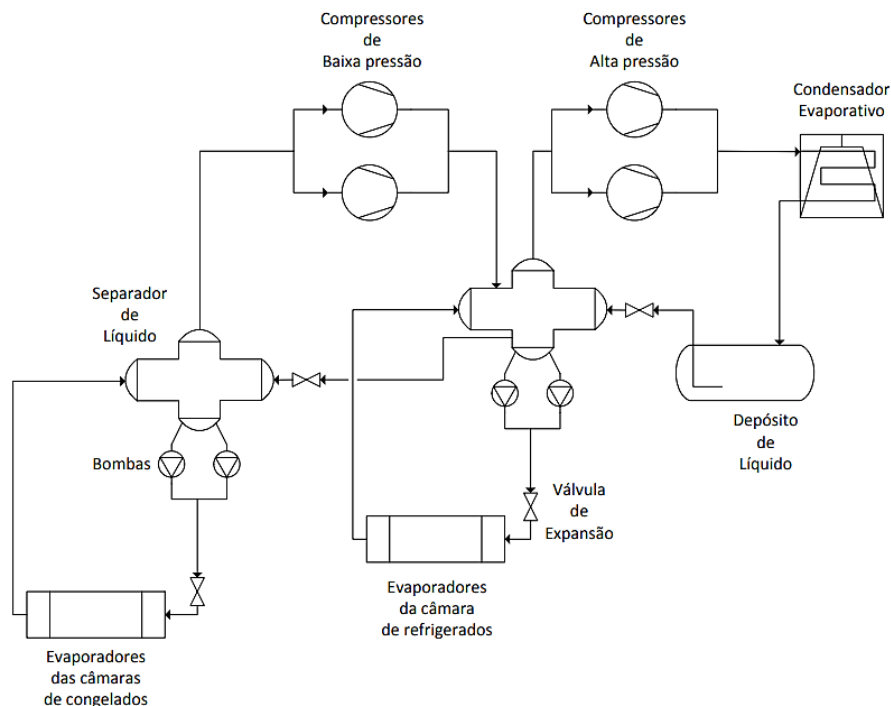 Compressores
de
Baixa pressão
Compressores
de
Alta pressão
Condensador
Evaporativo
Separador
de
Líquido
Bombas
Depósito
de
Líquido
Válvula
de
Expansão
Evaporadores
da câmara
de refrigerados
Evaporadores
das câmaras
de congelados